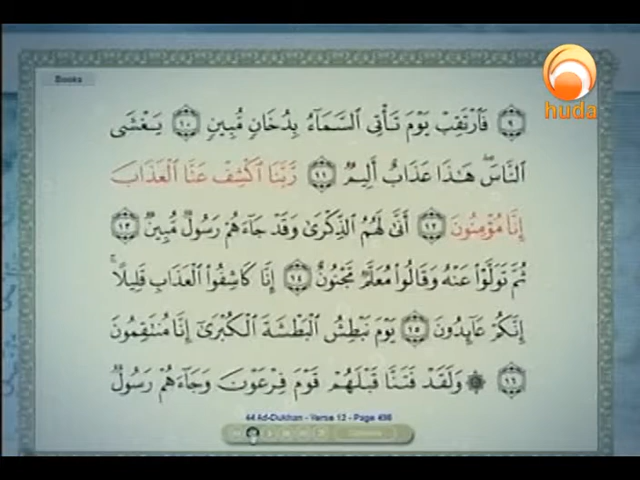 Books
huda
٩ فَٱرْتَقِبْ يَوْمَ تَأْتِى ٱلسَّمَآءُ بِدُخَانٍ مُّبِينٍ ١٠ يَغْشَى
ٱلنَّاسَ ۖ هَـٰذَا عَذَابٌ أَلِيمٌ ١١ رَّبَّنَا ٱكْشِفْ عَنَّا ٱلْعَذَابَ
إِنَّا مُؤْمِنُونَ ١٢ أَنَّىٰ لَهُمُ ٱلذِّكْرَىٰ وَقَدْ جَآءَهُمْ رَسُولٌ مُّبِينٌ ١٣
ثُمَّ تَوَلَّوْا۟ عَنْهُ وَقَالُوا۟ مُعَلَّمٌ مَّجْنُونٌ ١٤ إِنَّا كَاشِفُوا۟ ٱلْعَذَابِ قَلِيلًا ۚ
إِنَّكُمْ عَآئِدُونَ ١٥ يَوْمَ نَبْطِشُ ٱلْبَطْشَةَ ٱلْكُبْرَىٰٓ إِنَّا مُنتَقِمُونَ
١٦ ۞ وَلَقَدْ فَتَنَّا قَبْلَهُمْ قَوْمَ فِرْعَوْنَ وَجَآءَهُمْ رَسُولٌ
44 Ad-Dukhan - Verse 12 - Page 496